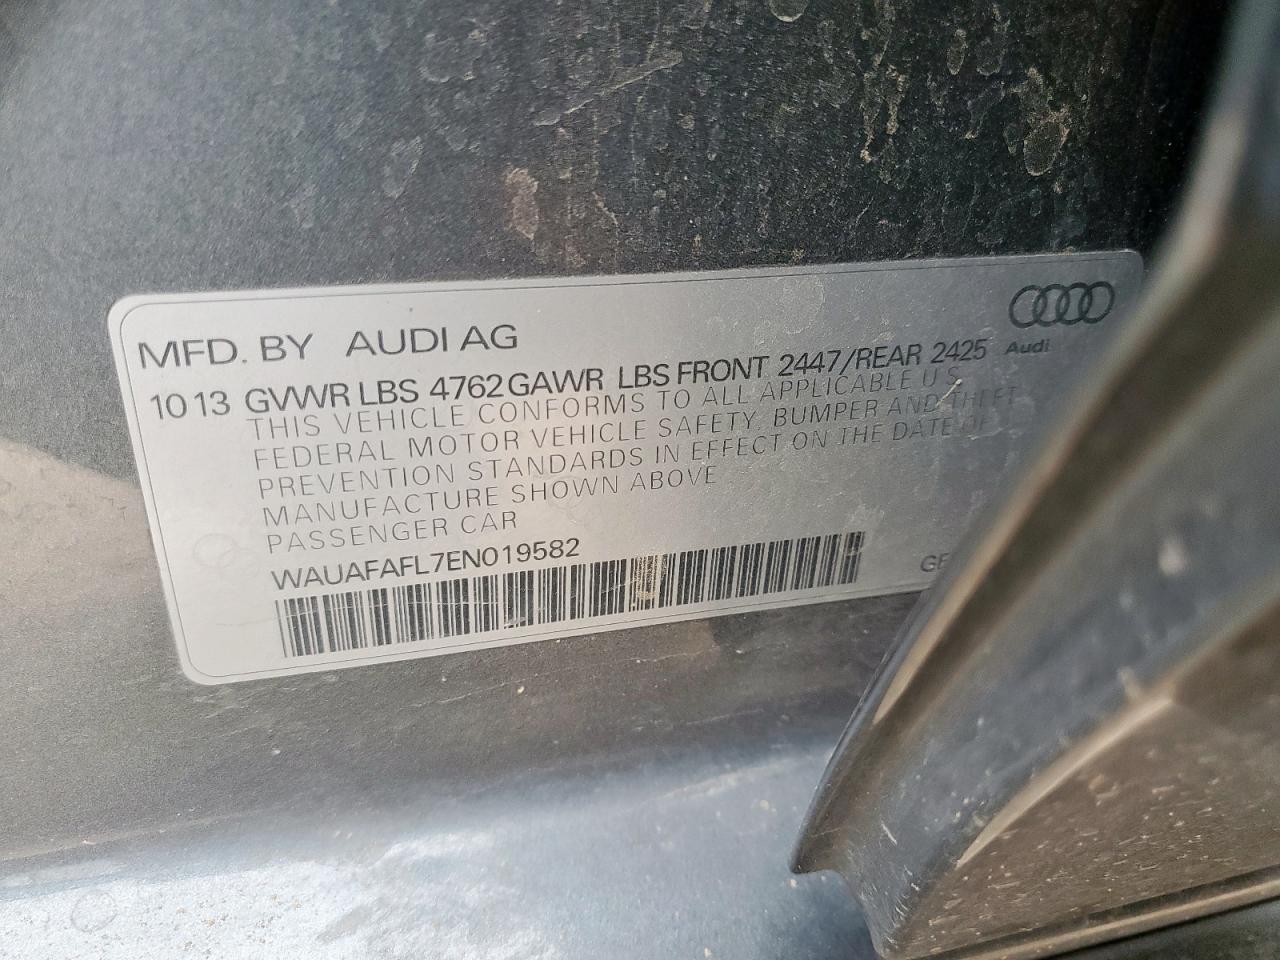 MFD. BY AUDI AG
Audi
10 13 GVWR LBS 4762 GAWR LBS FRONT 2447/REAR 2425
THIS VEHICLE CONFORMS TO ALL APPLICABLE U.S.
FEDERAL MOTOR VEHICLE SAFETY, BUMPER AND THEFT
PREVENTION STANDARDS IN EFFECT ON THE DATE OF
MANUFACTURE SHOWN ABOVE
PASSENGER CAR
WAUAFAFL7EN019582